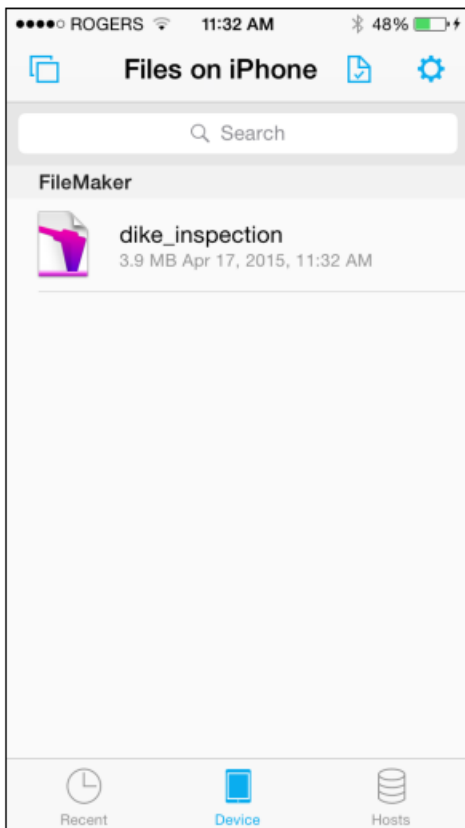 ROGERS 11:32 AM 48%
Files on iPhone
Search
FileMaker
dike_inspection
3.9 MB Apr 17, 2015, 11:32 AM
Recent Device Hosts